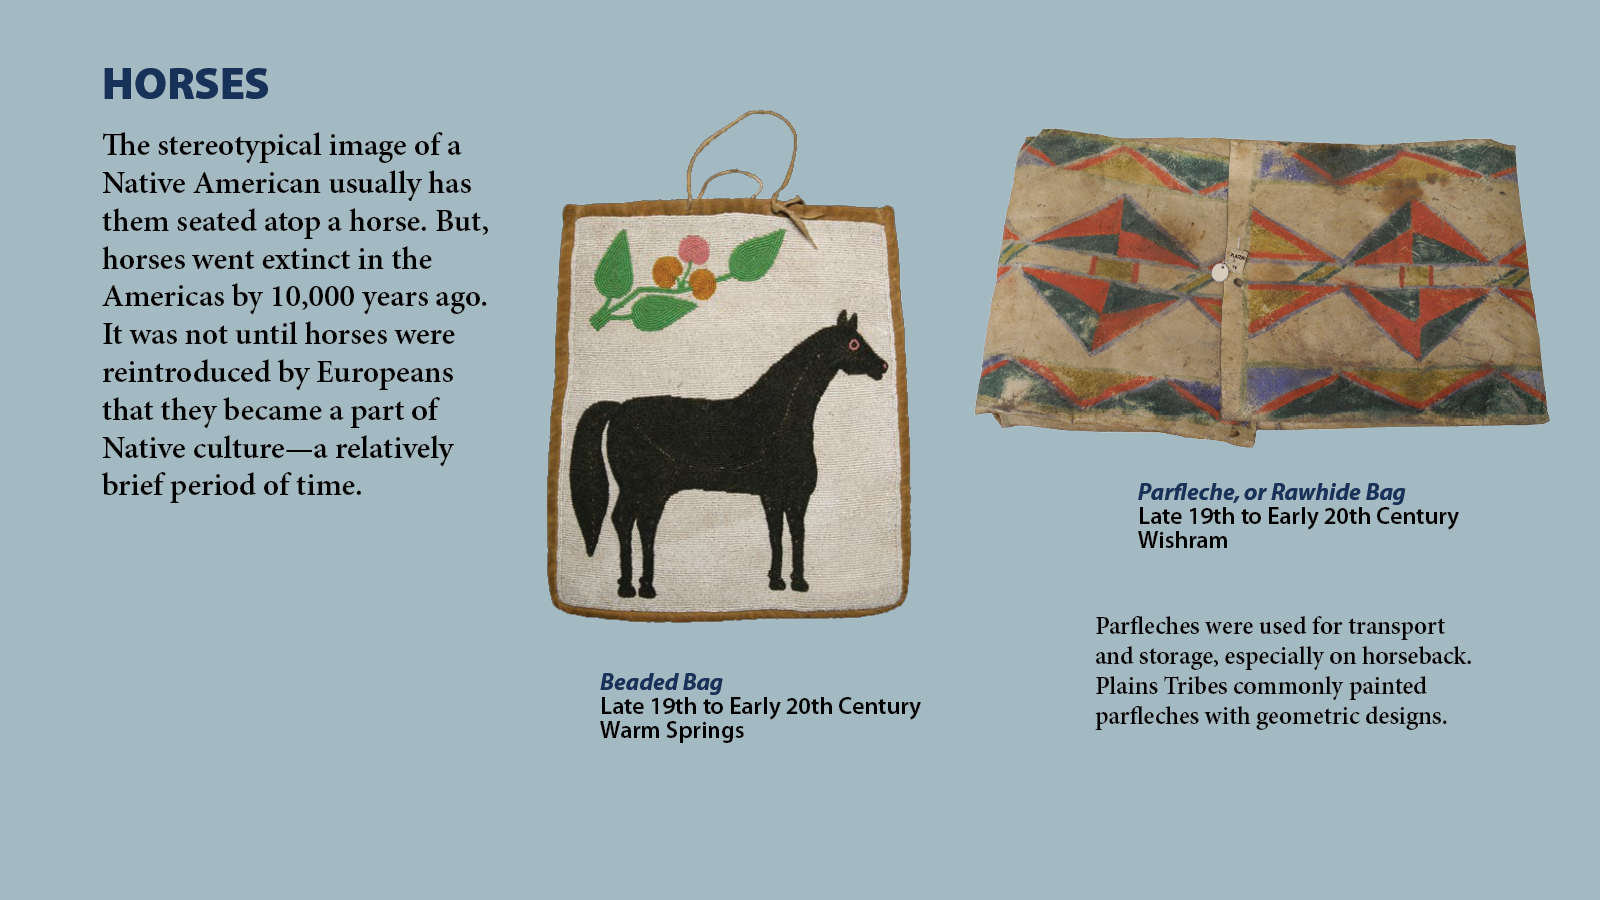 HORSES
The stereotypical image of a
Native American usually has
them seated atop a horse. But,
horses went extinct in the
Americas by 10,000 years ago.
It was not until horses were
reintroduced by Europeans
that they became a part of
Native culture—a relatively
brief period of time.
Beaded Bag
Late 19th to Early 20th Century
Warm Springs
Parfleche, or Rawhide Bag
Late 19th to Early 20th Century
Wishram
Parfleches were used for transport
and storage, especially on horseback.
Plains Tribes commonly painted
parfleches with geometric designs.